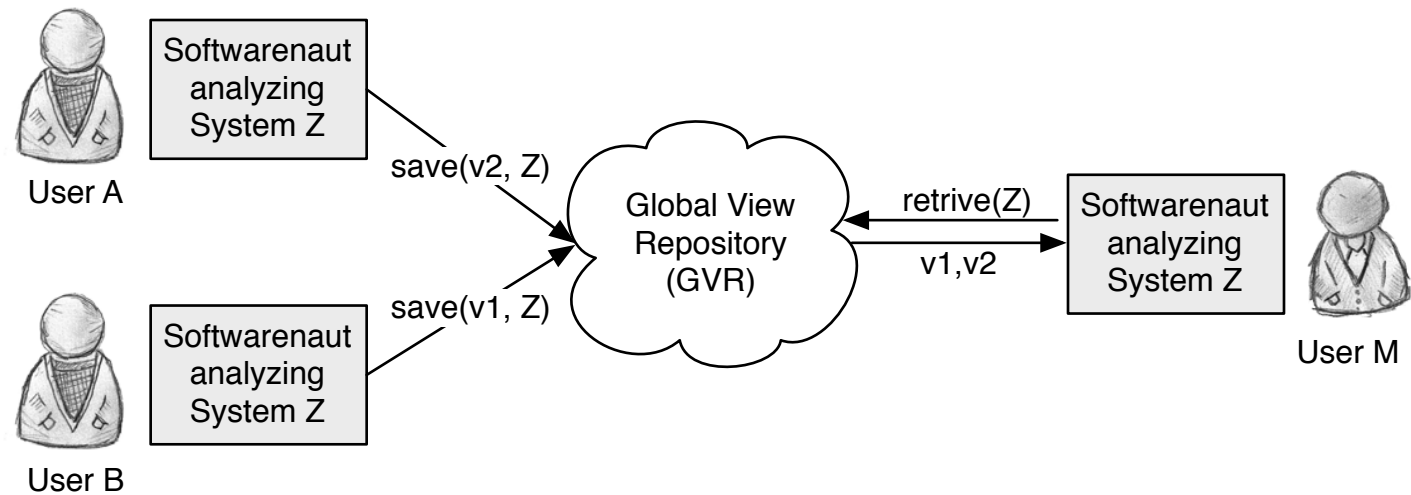 Softwarenaut
analyzing
System Z
User A
save(v2, Z)
Softwarenaut
analyzing
System Z
User B
save(v1, Z)
Global View
Repository
(GVR)
retrive(Z)
v1,v2
Softwarenaut
analyzing
System Z
User M